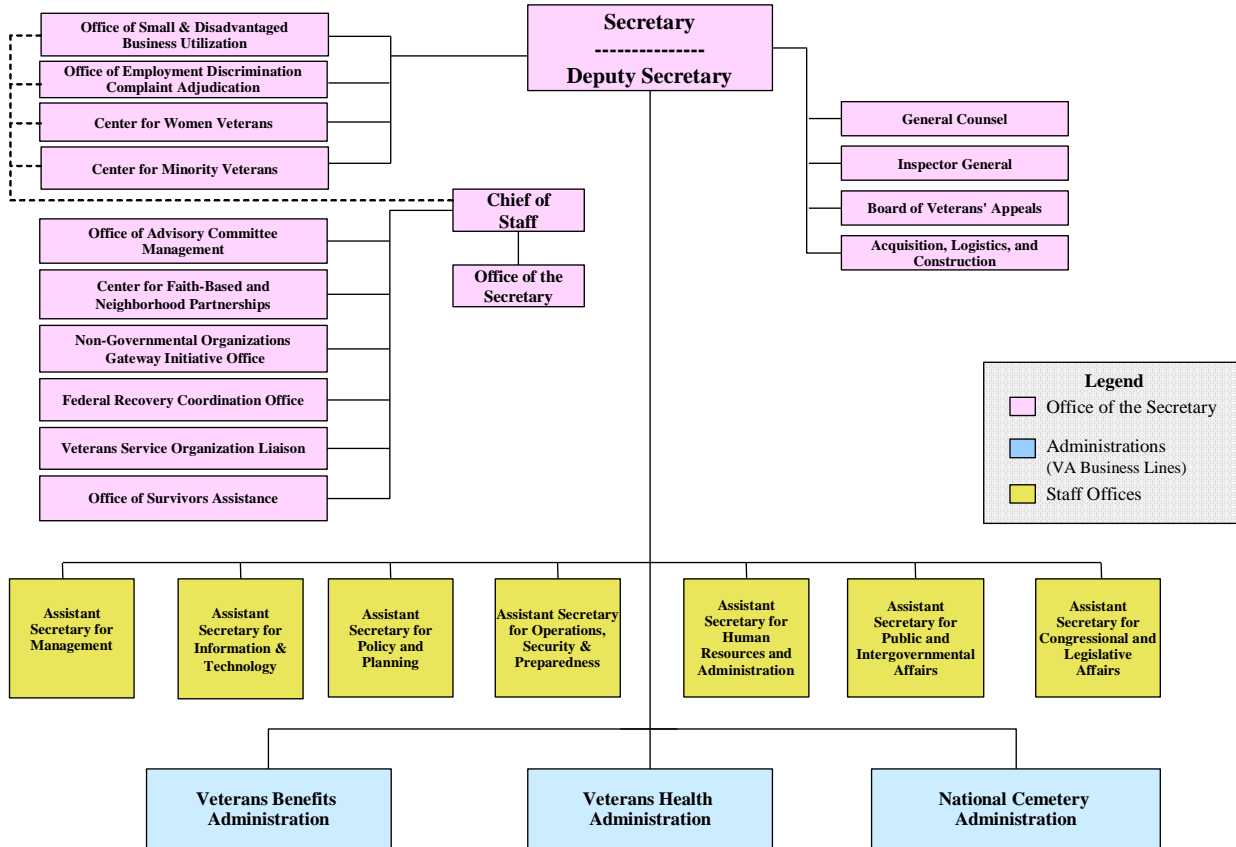 Secretary
---------------
Deputy Secretary
Office of Small & Disadvantaged
Business Utilization
Office of Employment Discrimination
Complaint Adjudication
Center for Women Veterans
Center for Minority Veterans
General Counsel
Inspector General
Board of Veterans' Appeals
Acquisition, Logistics, and
Construction
Chief of
Staff
Office of the
Secretary
Office of Advisory Committee
Management
Center for Faith-Based and
Neighborhood Partnerships
Non-Governmental Organizations
Gateway Initiative Office
Federal Recovery Coordination Office
Veterans Service Organization Liaison
Office of Survivors Assistance
Legend
Office of the Secretary
Administrations
(VA Business Lines)
Staff Offices
Assistant
Secretary for
Management
Assistant
Secretary for
Information &
Technology
Assistant
Secretary for
Policy and
Planning
Assistant Secretary
for Operations,
Security &
Preparedness
Assistant
Secretary for
Human
Resources and
Administration
Assistant
Secretary for
Public and
Intergovernmental
Affairs
Assistant
Secretary for
Congressional and
Legislative
Affairs
Veterans Benefits
Administration
Veterans Health
Administration
National Cemetery
Administration